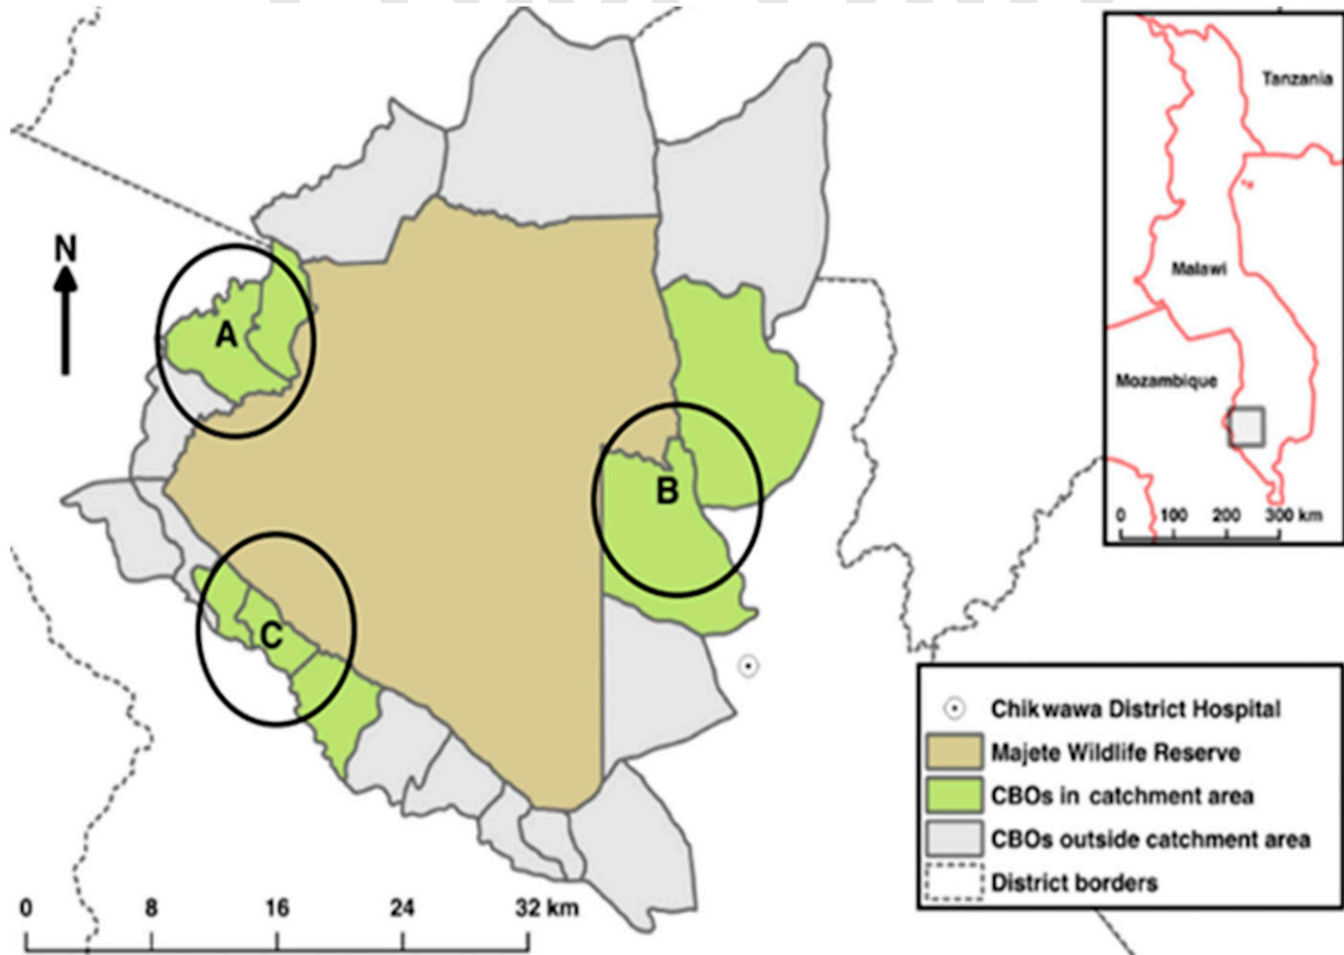 N
A
B
C
0 8 16 24 32 km
Tanzania
Malawi
Mozambique
0 100 200 300 km
Chikwawa District Hospital
Majete Wildlife Reserve
CBOs in catchment area
CBOs outside catchment area
District borders